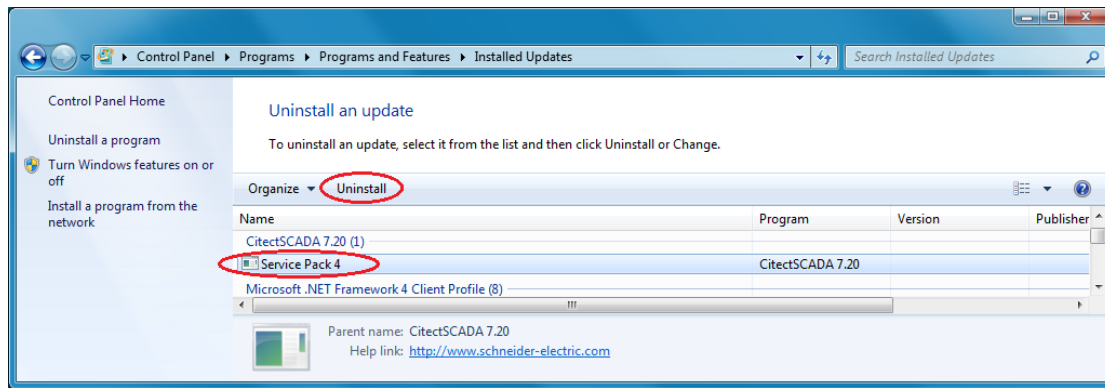 Control Panel Programs Programs and Features Installed Updates Search Installed Updates
Control Panel Home
Uninstall a program
Turn Windows features on or
off
Install a program from the
network
Uninstall an update
To uninstall an update, select it from the list and then click Uninstall or Change.
Organize Uninstall
Name Program Version Publisher
CitectSCADA 7.20 (1)
Service Pack 4 CitectSCADA 7.20
Microsoft .NET Framework 4 Client Profile (8)
Parent name: CitectSCADA 7.20
Help link: http://www.schneider-electric.com